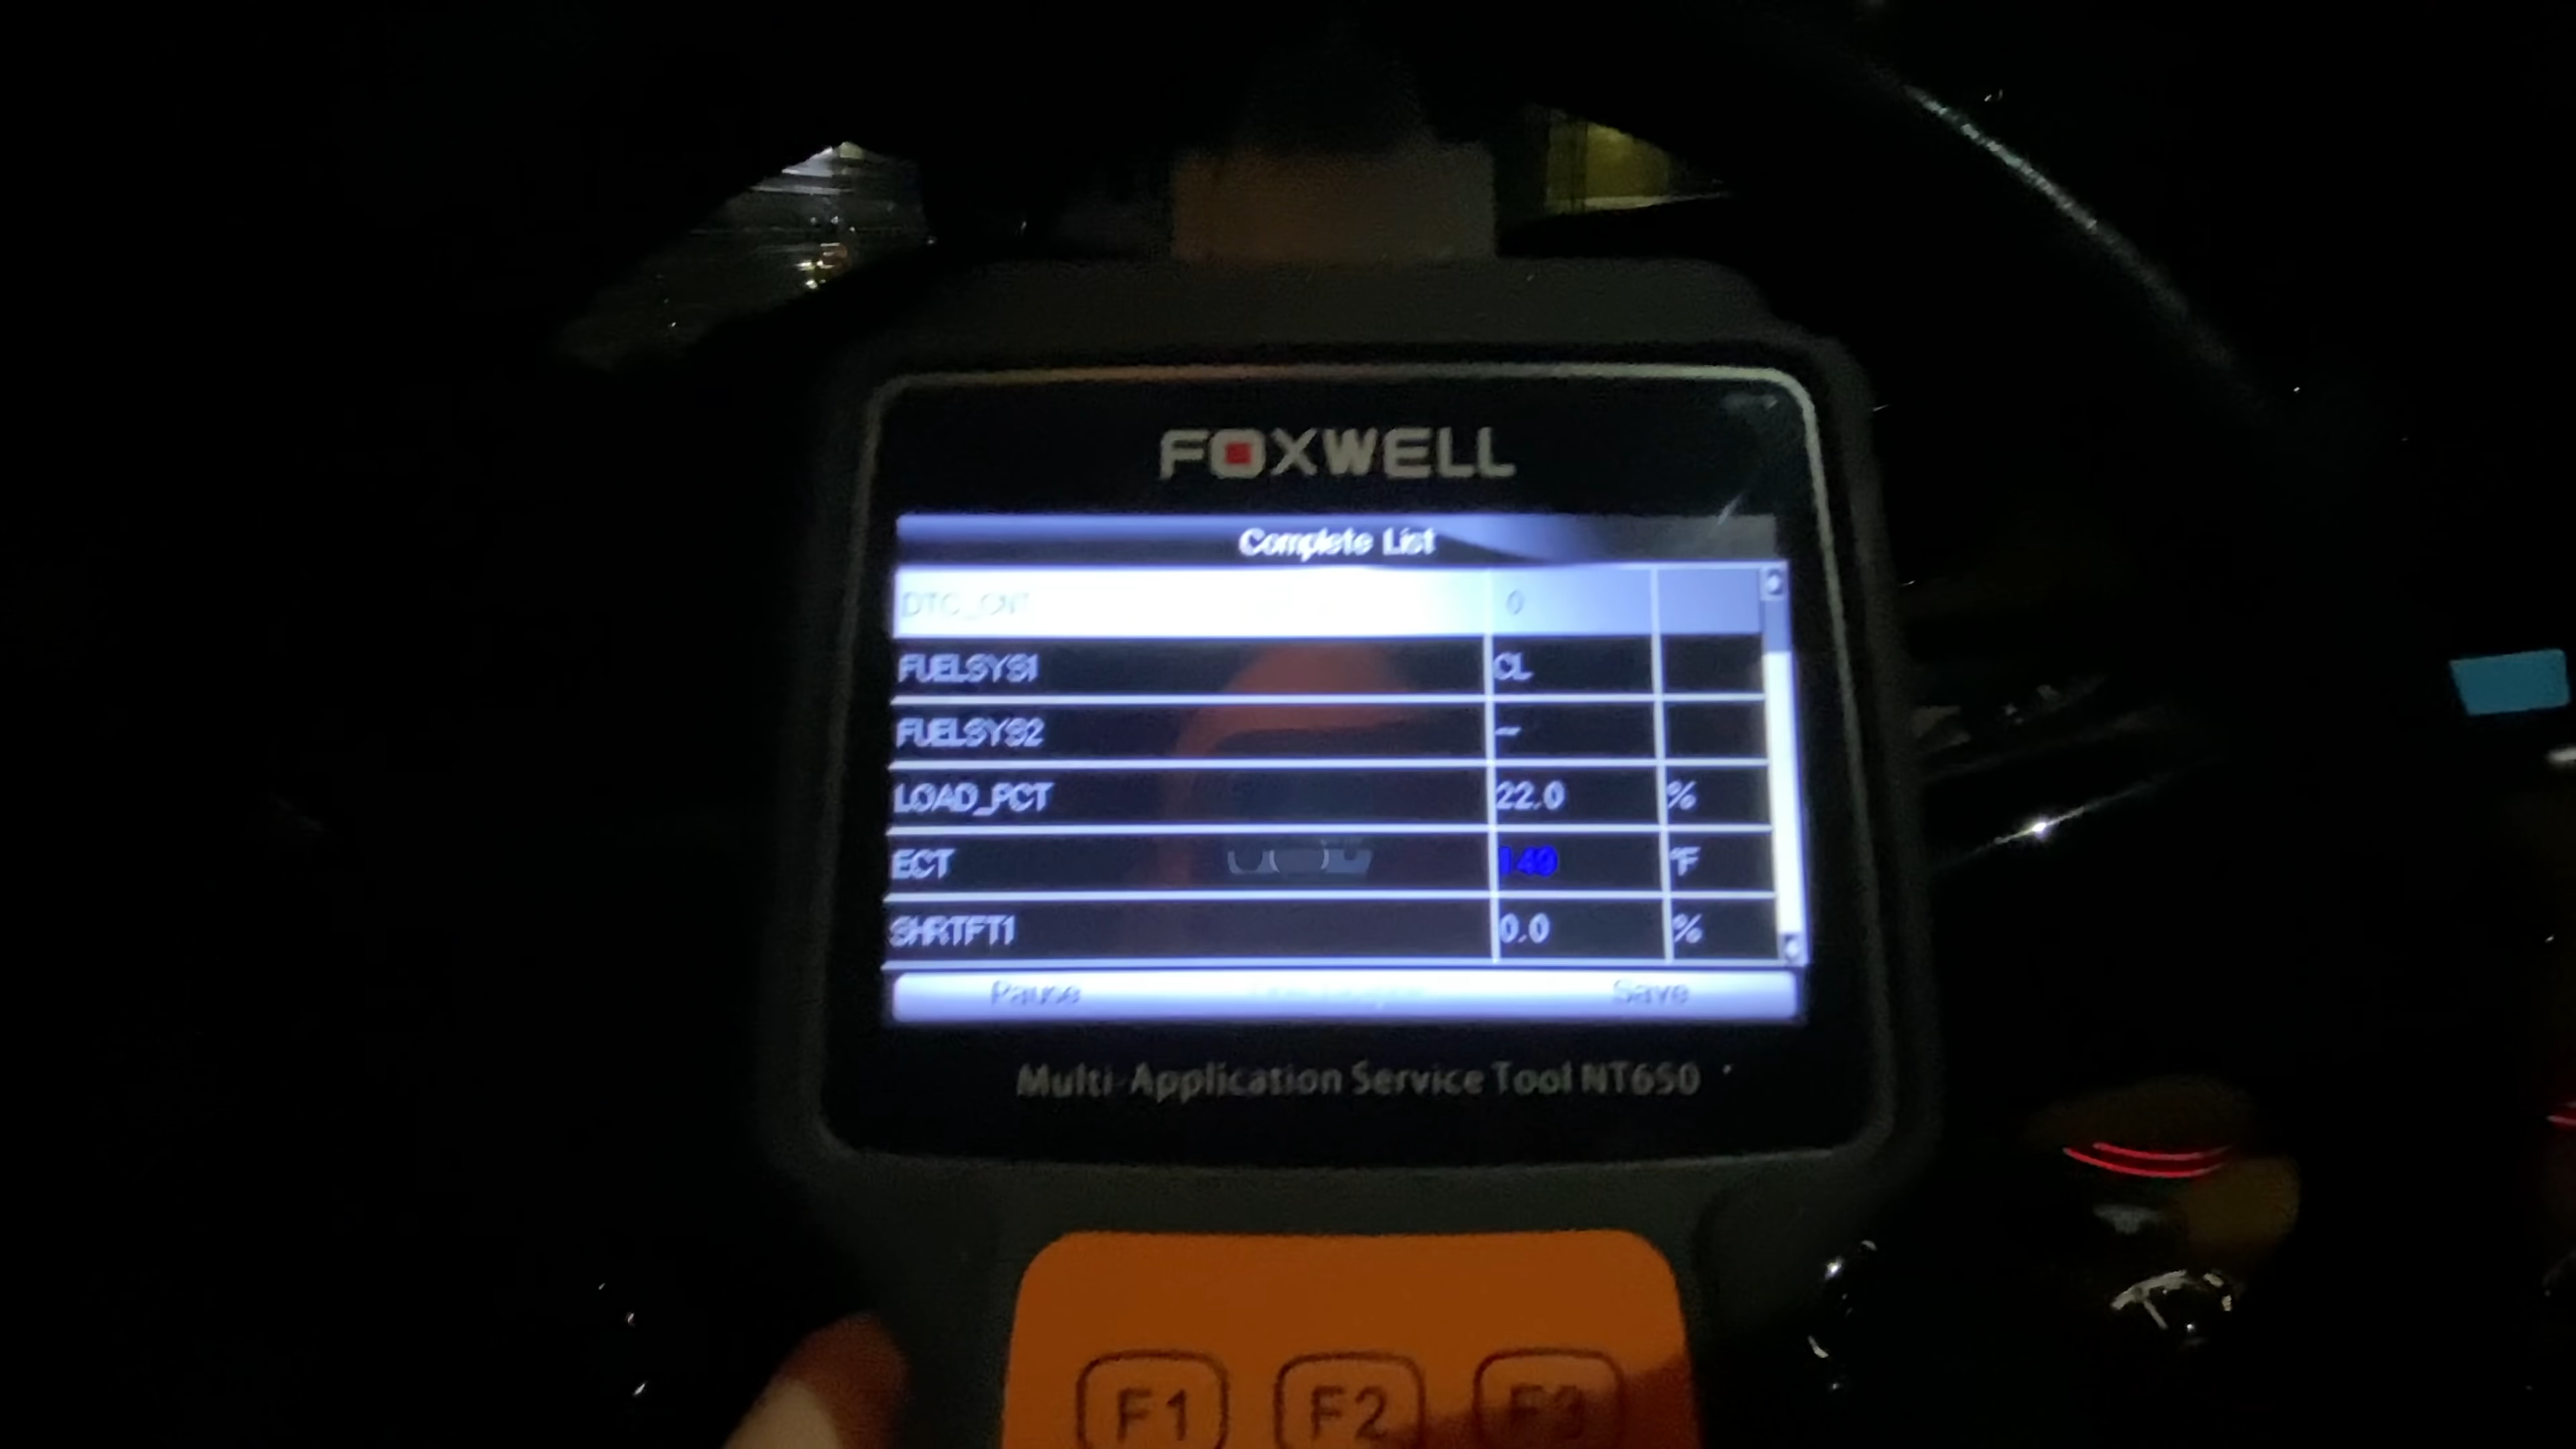 FOXWELL
Complete List
DTC_CNT 0
FUELSYS1 CL
FUELSYS2 --
LOAD_PCT 22.0 %
ECT 149 °F
SHRTFT1 0.0 %
Pause Save
Multi-Application Service Tool NT650
F1 F2 F3